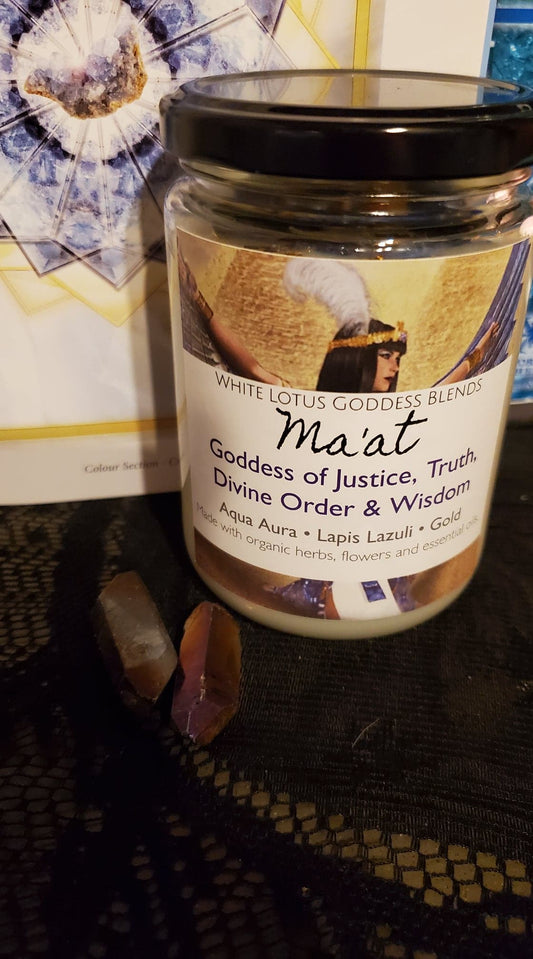 WHITE LOTUS GODDESS BLENDS
Ma'at
Goddess of Justice, Truth,
Divine Order & Wisdom
Aqua Aura • Lapis Lazuli • Gold
Made with organic herbs, flowers and essential oils.
Colour Section